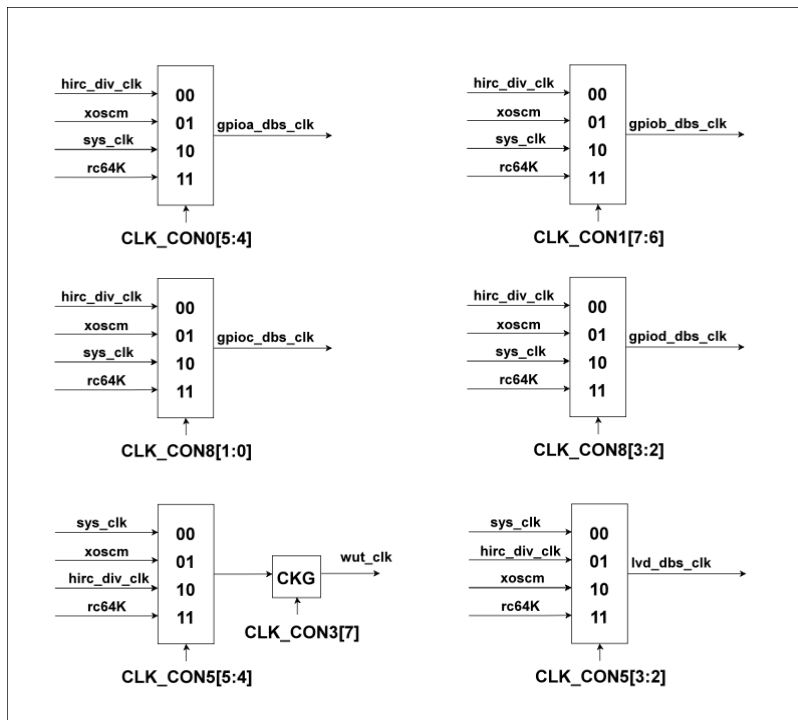 hirc_div_clk
00
xoscm
01
gpioa_dbs_clk
sys_clk
10
rc64K
11
CLK_CON0[5:4]
hirc_div_clk
00
xoscm
01
gpiob_dbs_clk
sys_clk
10
rc64K
11
CLK_CON1[7:6]
hirc_div_clk
00
xoscm
01
gpioc_dbs_clk
sys_clk
10
rc64K
11
CLK_CON8[1:0]
hirc_div_clk
00
xoscm
01
gpiod_dbs_clk
sys_clk
10
rc64K
11
CLK_CON8[3:2]
sys_clk
00
xoscm
01
hirc_div_clk
10
rc64K
11
CKG
wut_clk
CLK_CON3[7]
CLK_CON5[5:4]
sys_clk
00
hirc_div_clk
01
lvd_dbs_clk
xoscm
10
rc64K
11
CLK_CON5[3:2]